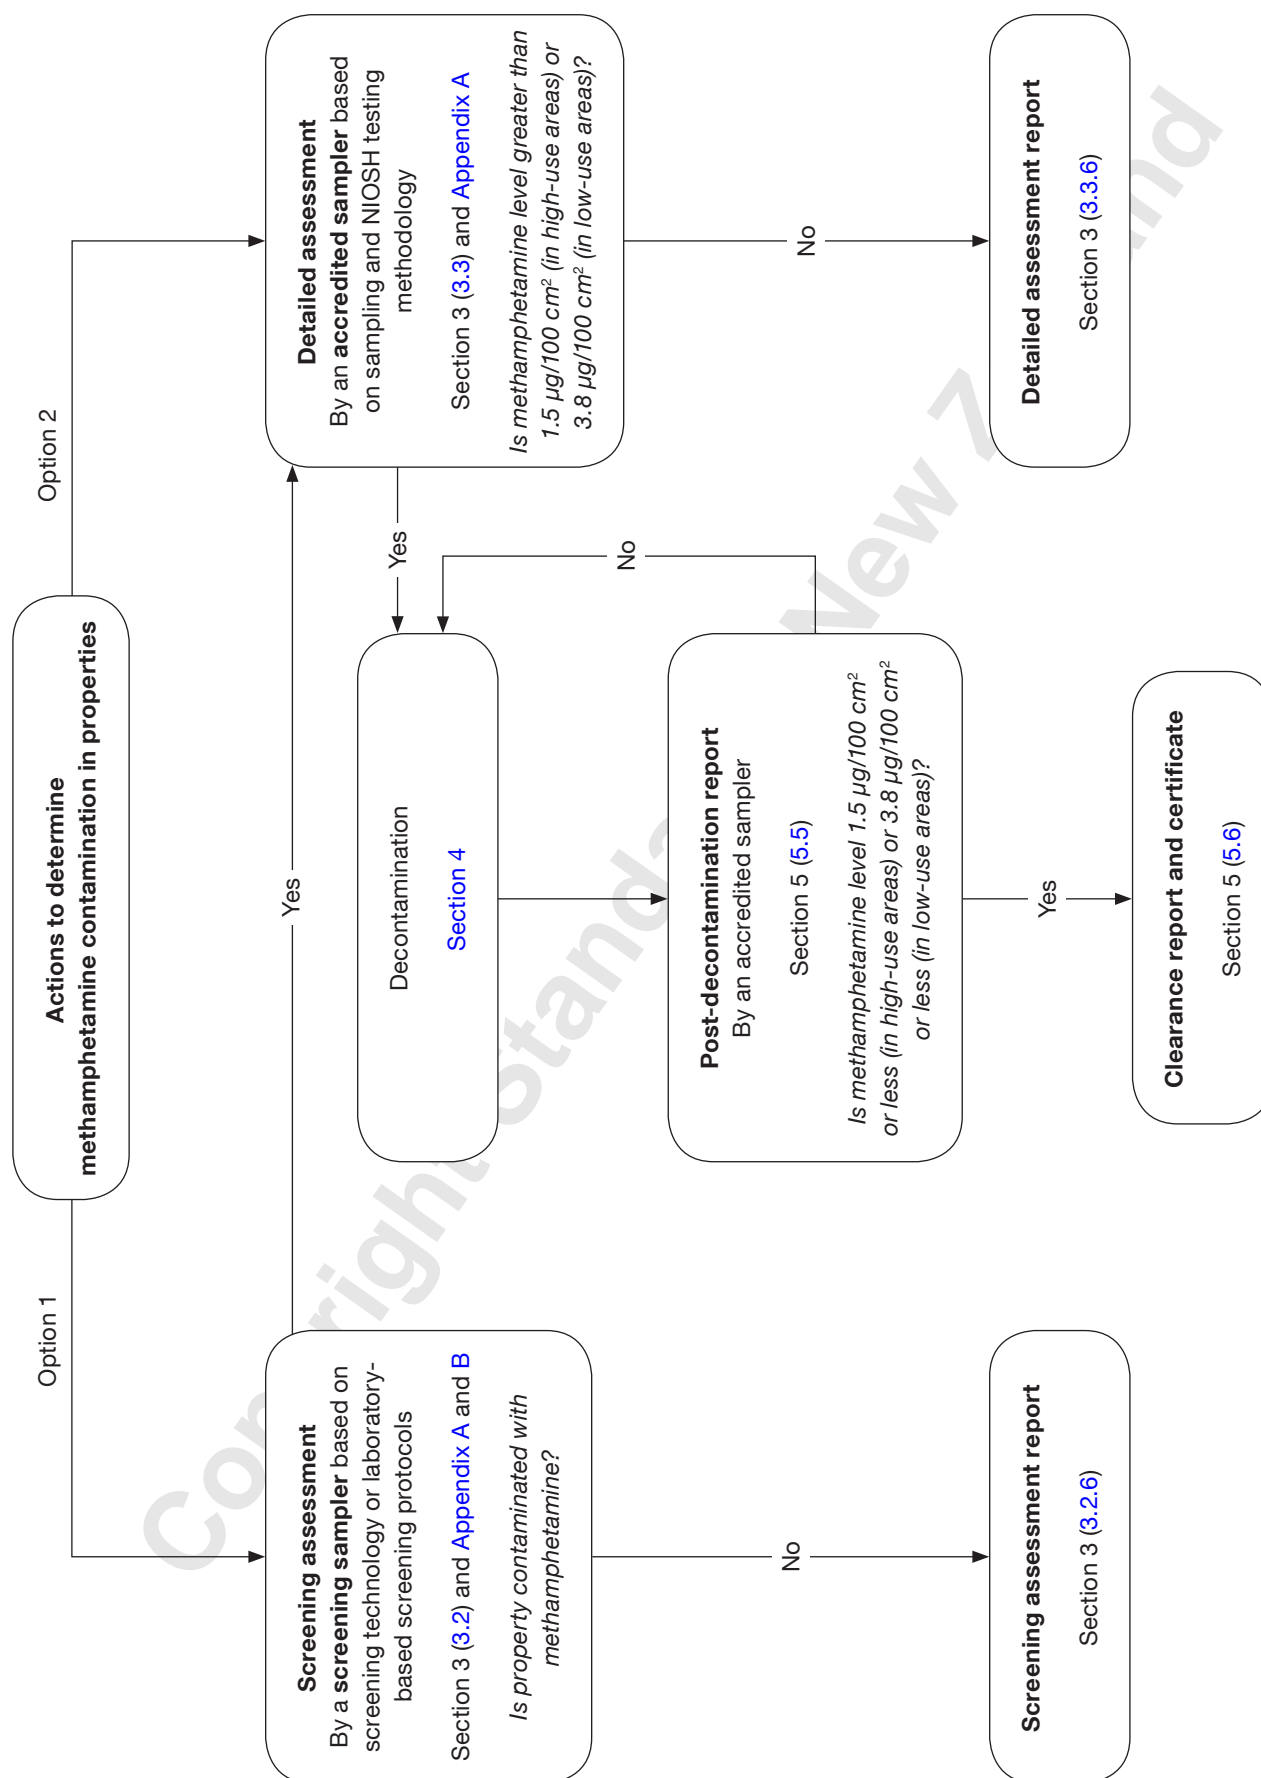 Actions to determine
methamphetamine contamination in properties
Option 1
Option 2
Screening assessment
By a screening sampler based on
screening technology or laboratory-
based screening protocols
Section 3 (3.2) and Appendix A and B
Is property contaminated with
methamphetamine?
Yes
Detailed assessment
By an accredited sampler based
on sampling and NIOSH testing
methodology
Section 3 (3.3) and Appendix A
Is methamphetamine level greater than
1.5 µg/100 cm² (in high-use areas) or
3.8 µg/100 cm² (in low-use areas)?
Yes
Decontamination
Section 4
No
Post-decontamination report
By an accredited sampler
Section 5 (5.5)
Is methamphetamine level 1.5 µg/100 cm²
or less (in high-use areas) or 3.8 µg/100 cm²
or less (in low-use areas)?
No
No
Yes
Screening assessment report
Section 3 (3.2.6)
Detailed assessment report
Section 3 (3.3.6)
Clearance report and certificate
Section 5 (5.6)
New